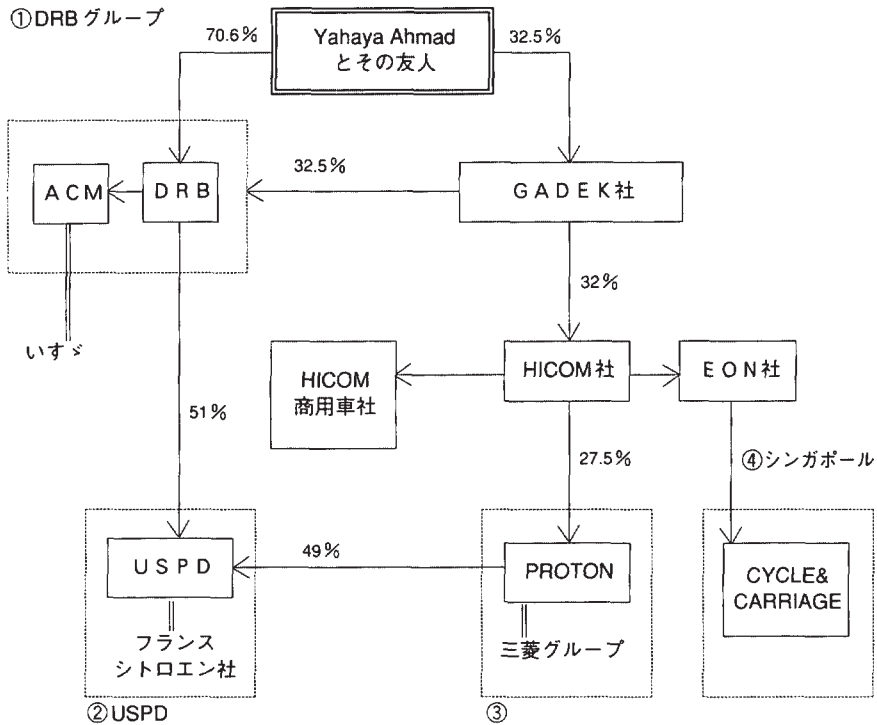 ①DRBグループ
70.6%
Yahaya Ahmad
とその友人
32.5%
ACM
DRB
32.5%
GADEK社
32%
いすゞ
HICOM
商用車社
HICOM社
EON社
51%
27.5%
④シンガポール
USPD
49%
PROTON
CYCLE&
CARRIAGE
フランス
シトロエン社
三菱グループ
②USPD
③